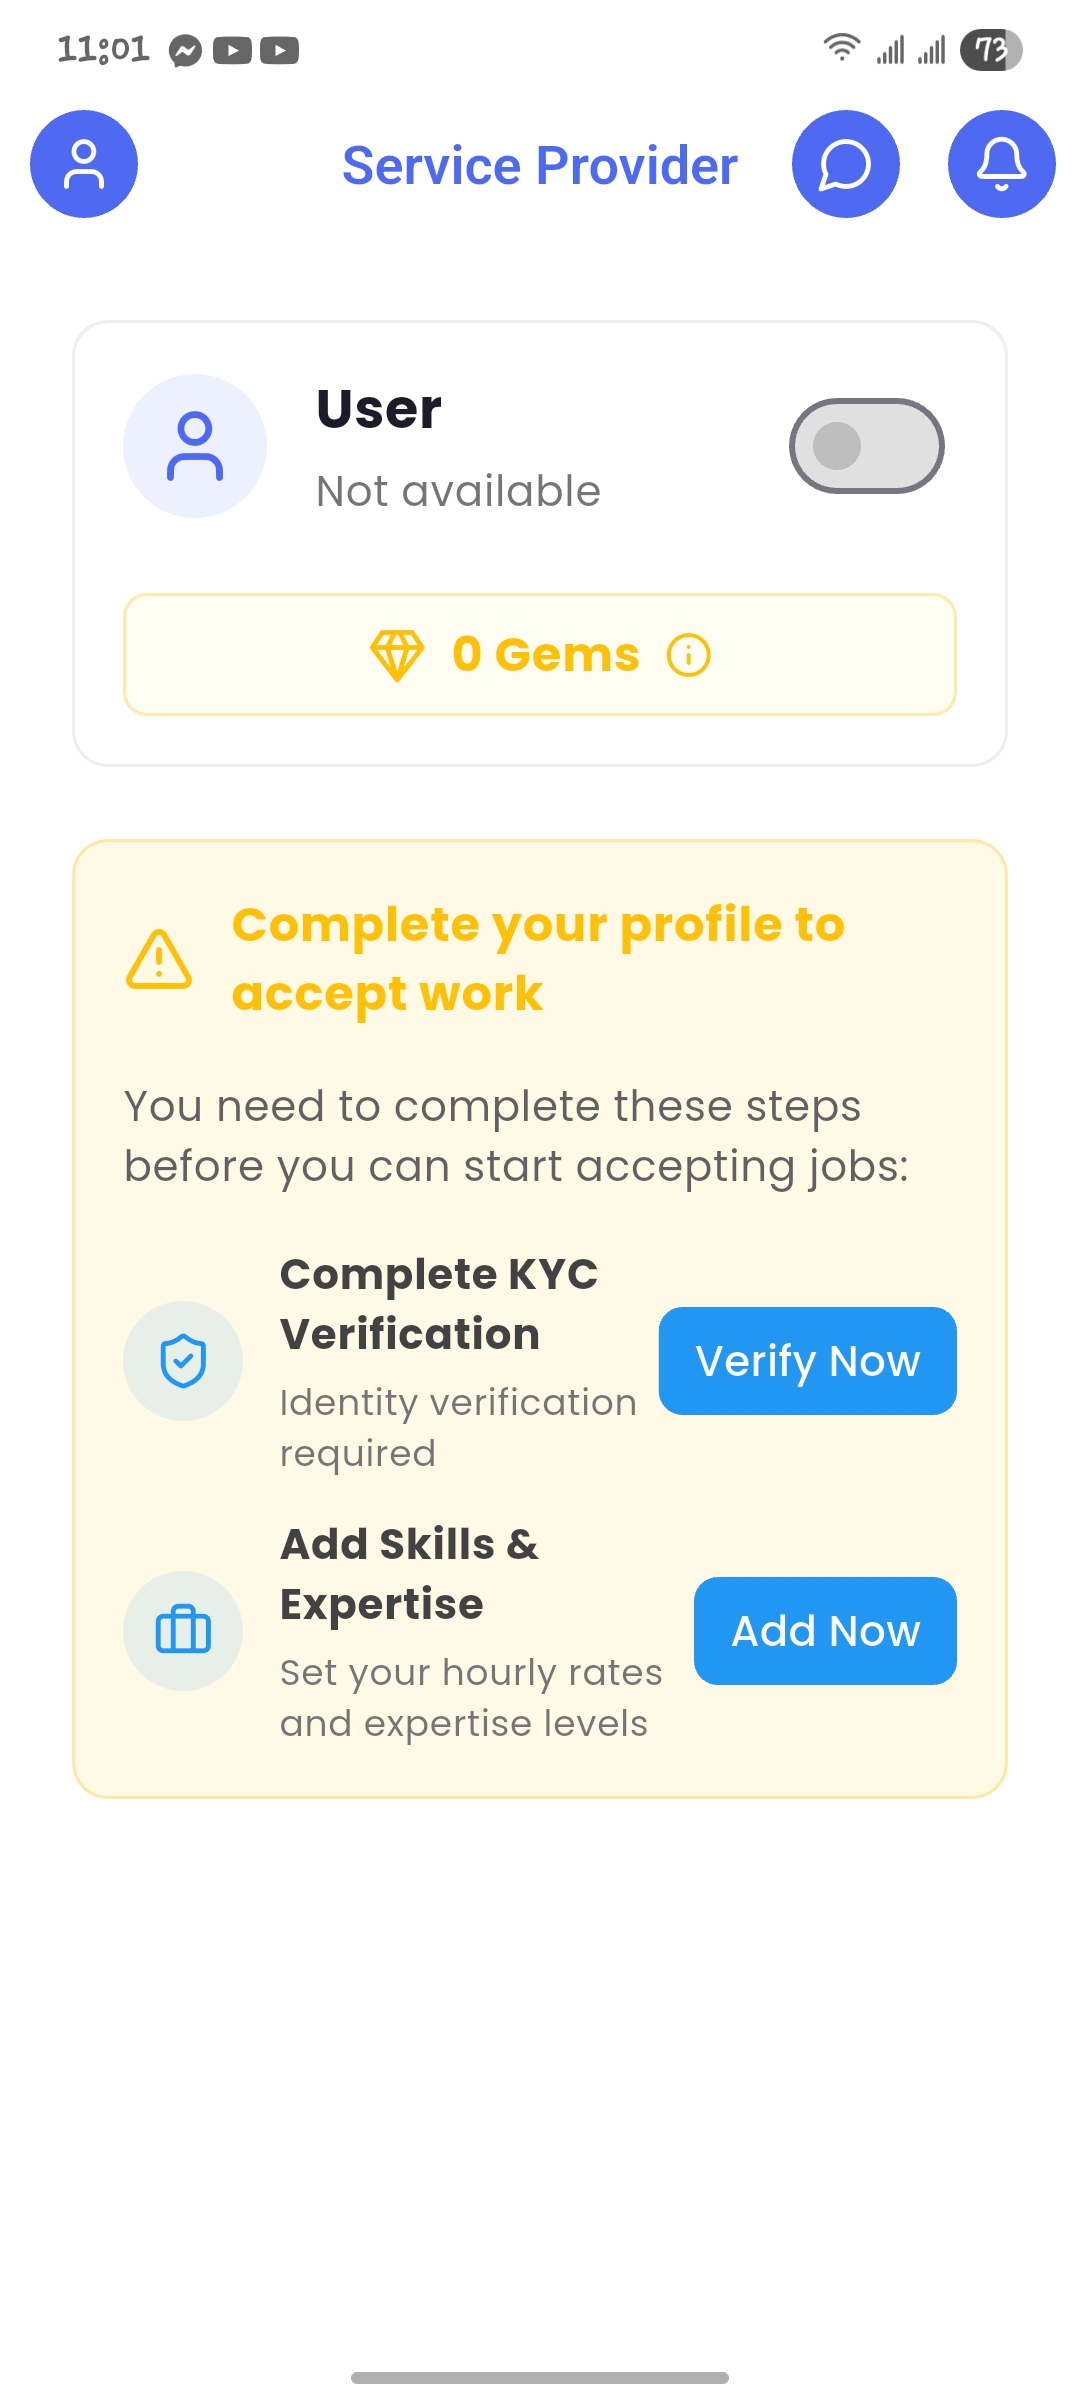 11:01
73
Service Provider
User
Not available
0 Gems
Complete your profile to
accept work
You need to complete these steps
before you can start accepting jobs:
Complete KYC
Verification
Identity verification
required
Verify Now
Add Skills &
Expertise
Set your hourly rates
and expertise levels
Add Now